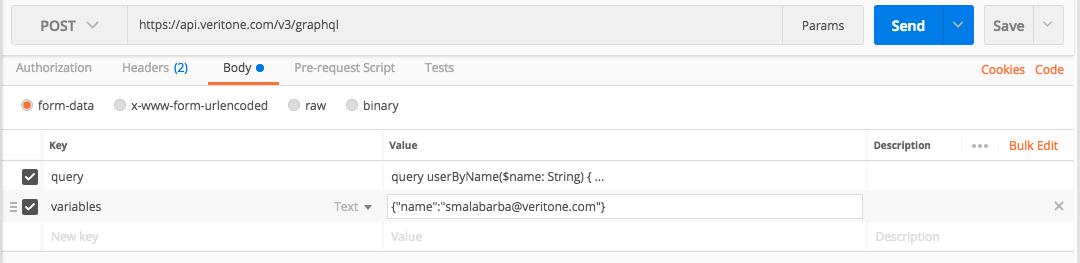 POST https://api.veritone.com/v3/graphql Params Send Save
Authorization Headers (2) Body Pre-request Script Tests Cookies Code
form-data x-www-form-urlencoded raw binary
Key Value Description ••• Bulk Edit
query query userByName($name: String) { ...
variables Text {"name":"smalabarba@veritone.com"}
New key Value Description